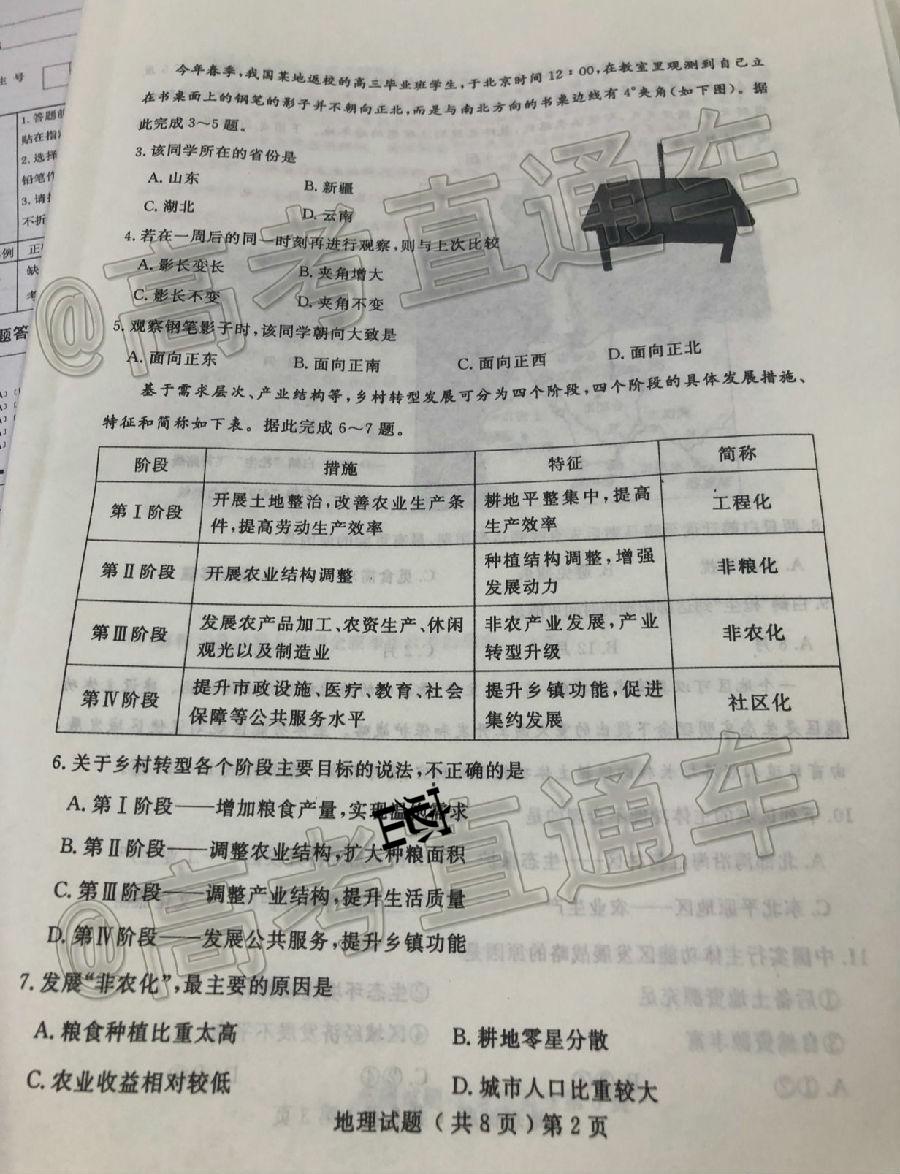 今年春季,我国某地返校的高三毕业班学生,于北京时间12:00,在教室里观测到自己立
在书桌面上的钢笔的影子并不朝向正北,而是与南北方向的书桌边线有4°夹角(如下图)。据
此完成3~5题。
3.该同学所在的省份是
A.山东
B.新疆
C.湖北
D.云南
4.若在一周后的同一时刻再进行观察,则与上次比较
A.影长变长
B.夹角增大
C.影长不变
D.夹角不变
5.观察钢笔影子时,该同学朝向大致是
A.面向正东
B.面向正南
C.面向正西
D.面向正北
基于需求层次、产业结构等,乡村转型发展可分为四个阶段,四个阶段的具体发展措施、
特征和简称如下表。据此完成6~7题。
阶段 措施 特征 简称
第Ⅰ阶段 开展土地整治,改善农业生产条件,提高劳动生产效率 耕地平整集中,提高生产效率 工程化
第Ⅱ阶段 开展农业结构调整 种植结构调整,增强发展动力 非粮化
第Ⅲ阶段 发展农产品加工、农资生产、休闲观光以及制造业 非农产业发展,产业转型升级 非农化
第Ⅳ阶段 提升市政设施、医疗、教育、社会保障等公共服务水平 提升乡镇功能,促进集约发展 社区化
6.关于乡村转型各个阶段主要目标的说法,不正确的是
A.第Ⅰ阶段——增加粮食产量,实现温饱需求
B.第Ⅱ阶段——调整农业结构,扩大种粮面积
C.第Ⅲ阶段——调整产业结构,提升生活质量
D.第Ⅳ阶段——发展公共服务,提升乡镇功能
7.发展“非农化”,最主要的原因是
A.粮食种植比重太高
B.耕地零星分散
C.农业收益相对较低
D.城市人口比重较大
地理试题(共8页)第2页
@高考直通车
@高考直通车